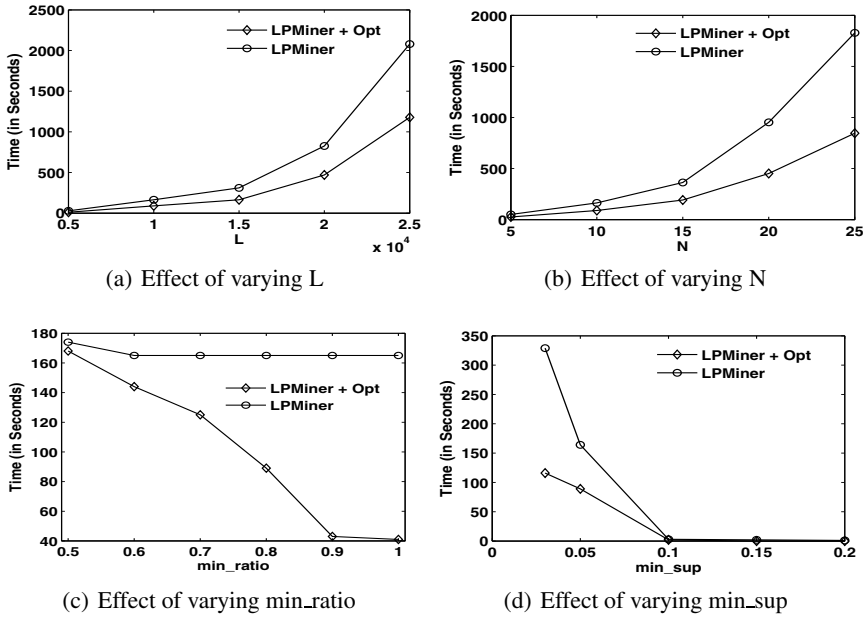 2500
2000
1500
1000
500
0
Time (in Seconds)
LPMiner + Opt
LPMiner
0.5 1 1.5 2 2.5
L
x 10^4
(a) Effect of varying L
2000
1500
1000
500
0
Time (in Seconds)
LPMiner + Opt
LPMiner
5 10 15 20 25
N
(b) Effect of varying N
180
160
140
120
100
80
60
40
Time (in Seconds)
LPMiner + Opt
LPMiner
0.5 0.6 0.7 0.8 0.9 1
min_ratio
(c) Effect of varying min_ratio
350
300
250
200
150
100
50
0
Time (in Seconds)
LPMiner + Opt
LPMiner
0 0.05 0.1 0.15 0.2
min_sup
(d) Effect of varying min_sup